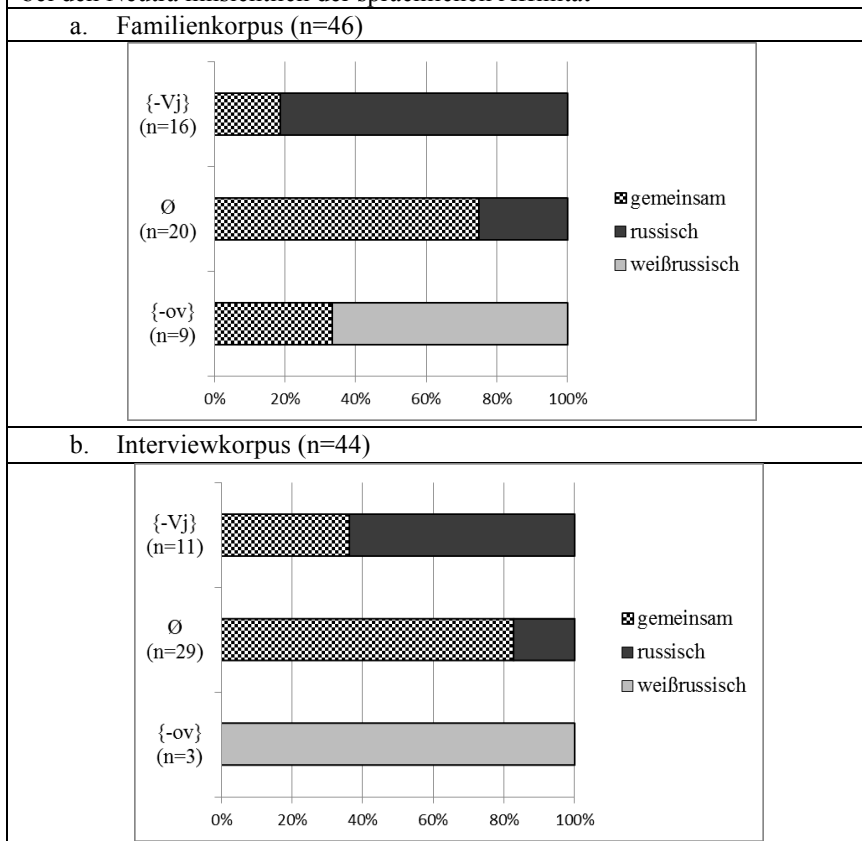 bei den Neutra hinsichtlich der sprachlichen Affinität
a. Familienkorpus (n=46)
{-Vj}
(n=16)
Ø
(n=20)
{-ov}
(n=9)
gemeinsam
russisch
weißrussisch
0% 20% 40% 60% 80% 100%
b. Interviewkorpus (n=44)
{-Vj}
(n=11)
Ø
(n=29)
{-ov}
(n=3)
gemeinsam
russisch
weißrussisch
0% 20% 40% 60% 80% 100%